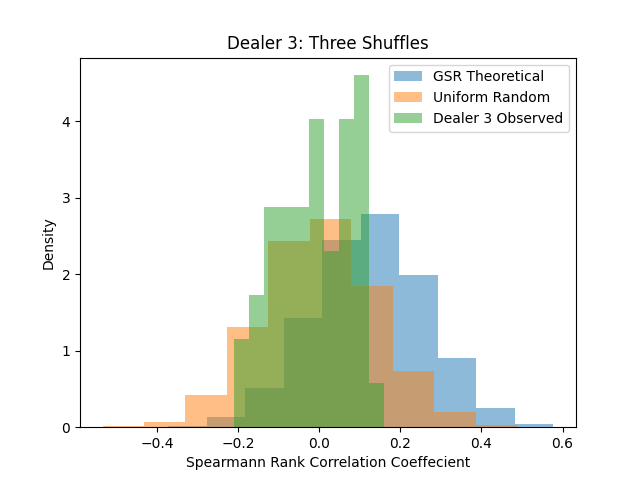 Dealer 3: Three Shuffles
GSR Theoretical
Uniform Random
Dealer 3 Observed
Density
4
3
2
1
0
−0.4
−0.2
0.0
0.2
0.4
0.6
Spearmann Rank Correlation Coeffecient